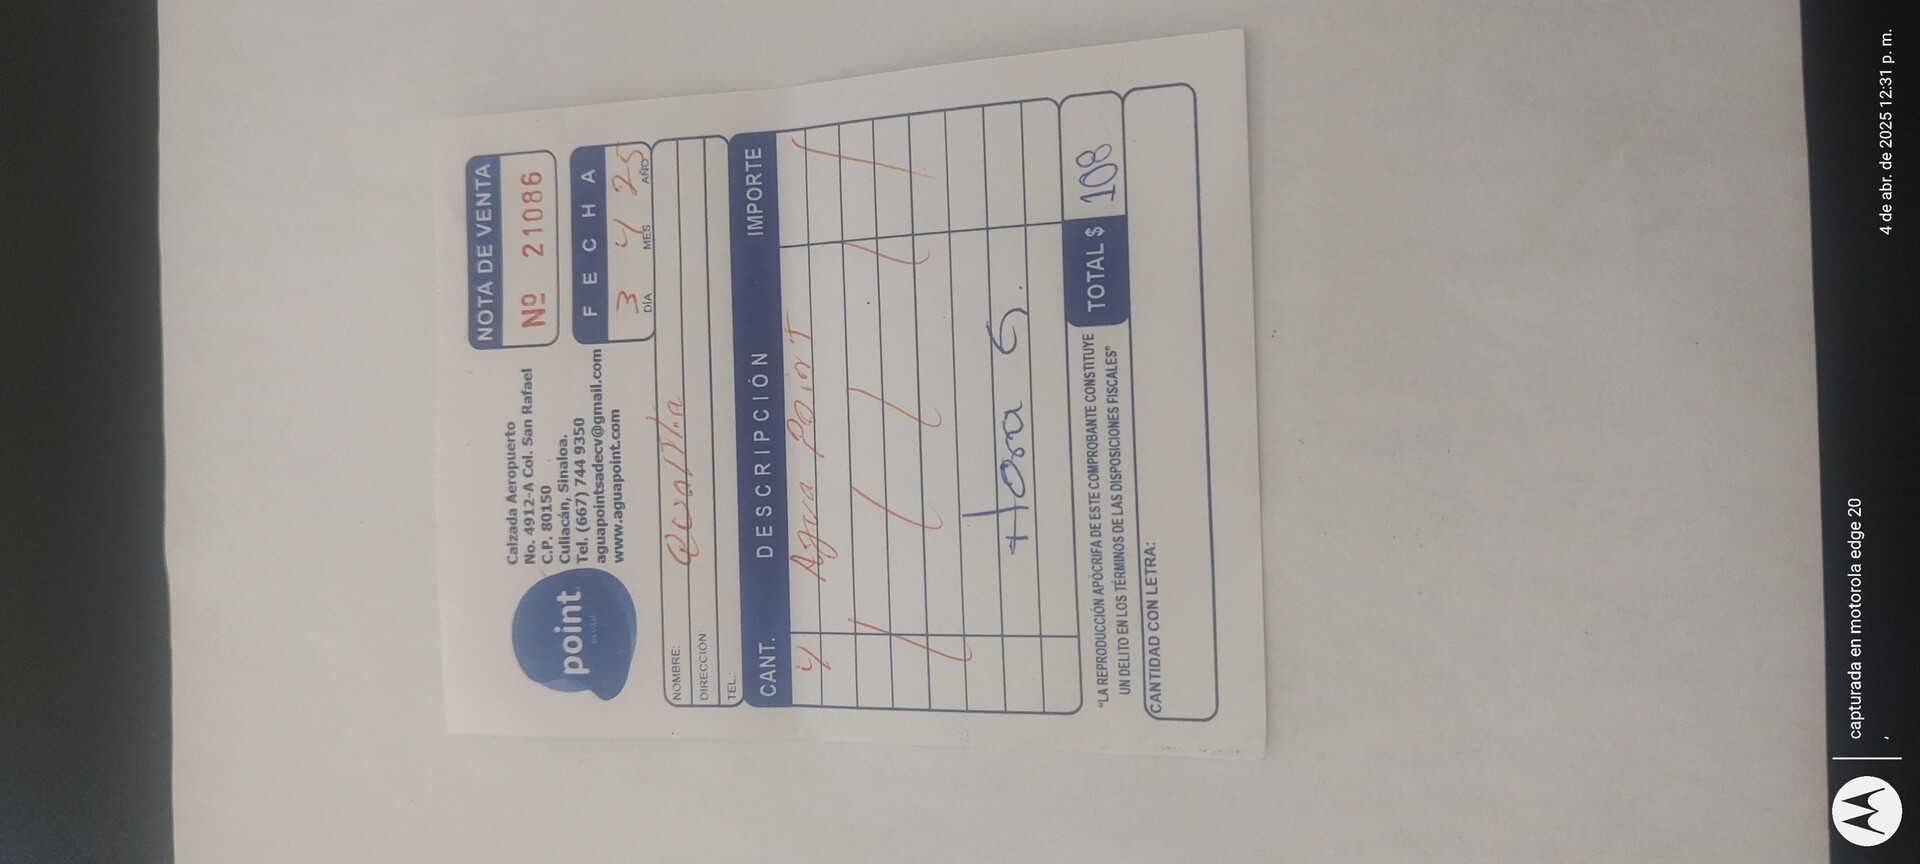 point
es vital
Calzada Aeropuerto
No. 4912-A Col. San Rafael
C.P. 80150
Culiacán, Sinaloa.
Tel. (667) 744 9350
aguapointsadecv@gmail.com
www.aguapoint.com
NOTA DE VENTA
Nº 21086
FECHA
3 4 25
DÍA MES AÑO
NOMBRE:
DIRECCIÓN:
TEL.:
CANT. DESCRIPCIÓN IMPORTE
4 Agua Point
Hora 5.
"LA REPRODUCCIÓN APÓCRIFA DE ESTE COMPROBANTE CONSTITUYE
UN DELITO EN LOS TÉRMINOS DE LAS DISPOSICIONES FISCALES"
TOTAL $ 108
CANTIDAD CON LETRA:
capturada en motorola edge 20
,
4 de abr. de 2025 12:31 p. m.